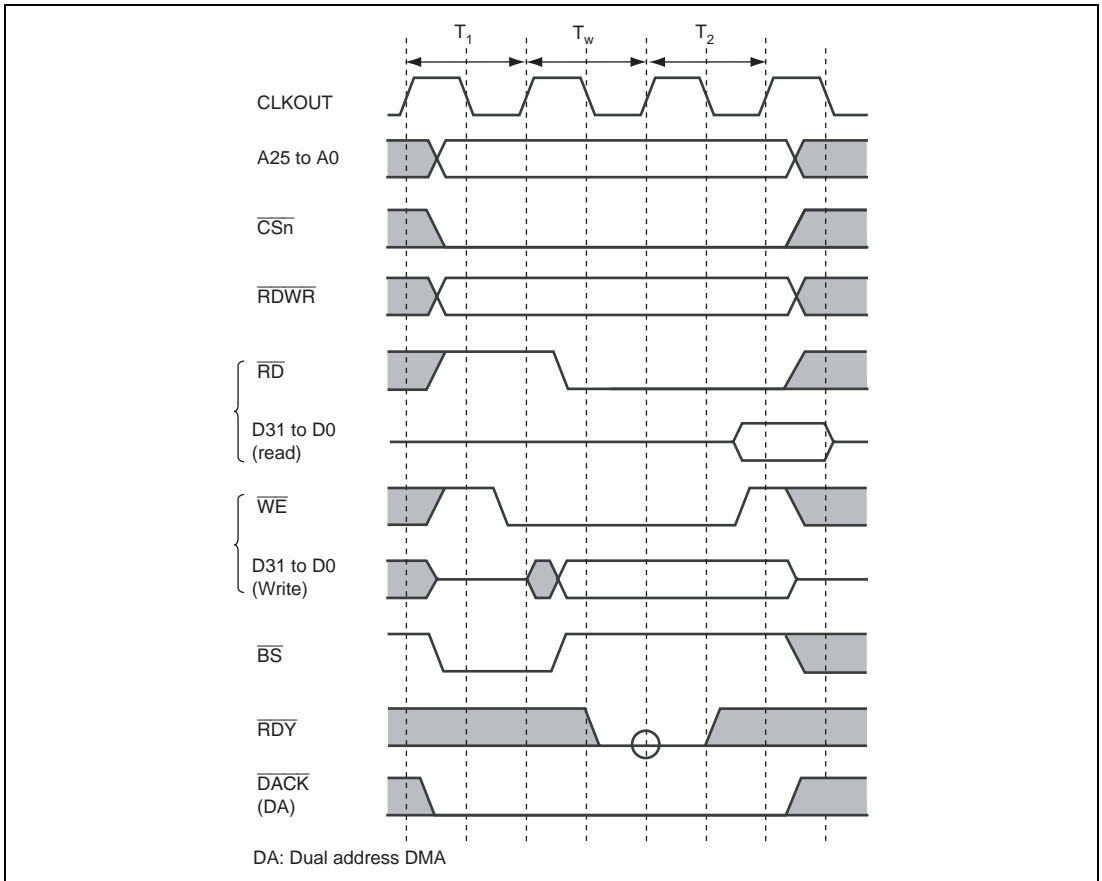 T1 Tw T2
CLKOUT
A25 to A0
CSn
RDWR
RD
D31 to D0
(read)
WE
D31 to D0
(Write)
BS
RDY
DACK
(DA)
DA: Dual address DMA